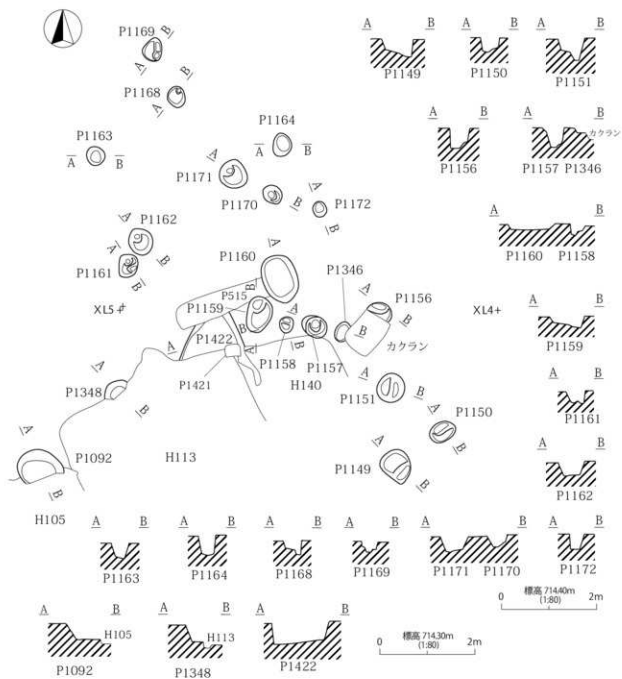 P1169
A
B
P1168
A
B
P1163
A
B
P1164
A
B
P1171
A
P1170
B
P1172
A
B
P1162
A
B
P1161
A
B
XL5
P1160
A
B
P515
P1159
B
A
P1422
A
A
P1158
B
P1157
P1346
P1156
A
B
B
カクラン
XL4+
P1421
H140
P1348
A
B
P1151
A
B
P1150
A
B
P1149
A
B
P1092
A
B
H113
H105
A B
P1149
A B
P1150
A B
P1151
A B
P1156
A B
カクラン
P1157 P1346
A B
P1160 P1158
A B
P1159
A B
P1161
A B
P1162
A B
P1163
A B
P1164
A B
P1168
A B
P1169
A B
P1171 P1170
A B
P1172
A B
H105
P1092
A B
H113
P1348
A B
P1422
標高 714.40m
0 (1:80) 2m
標高 714.30m
0 (1:80) 2m